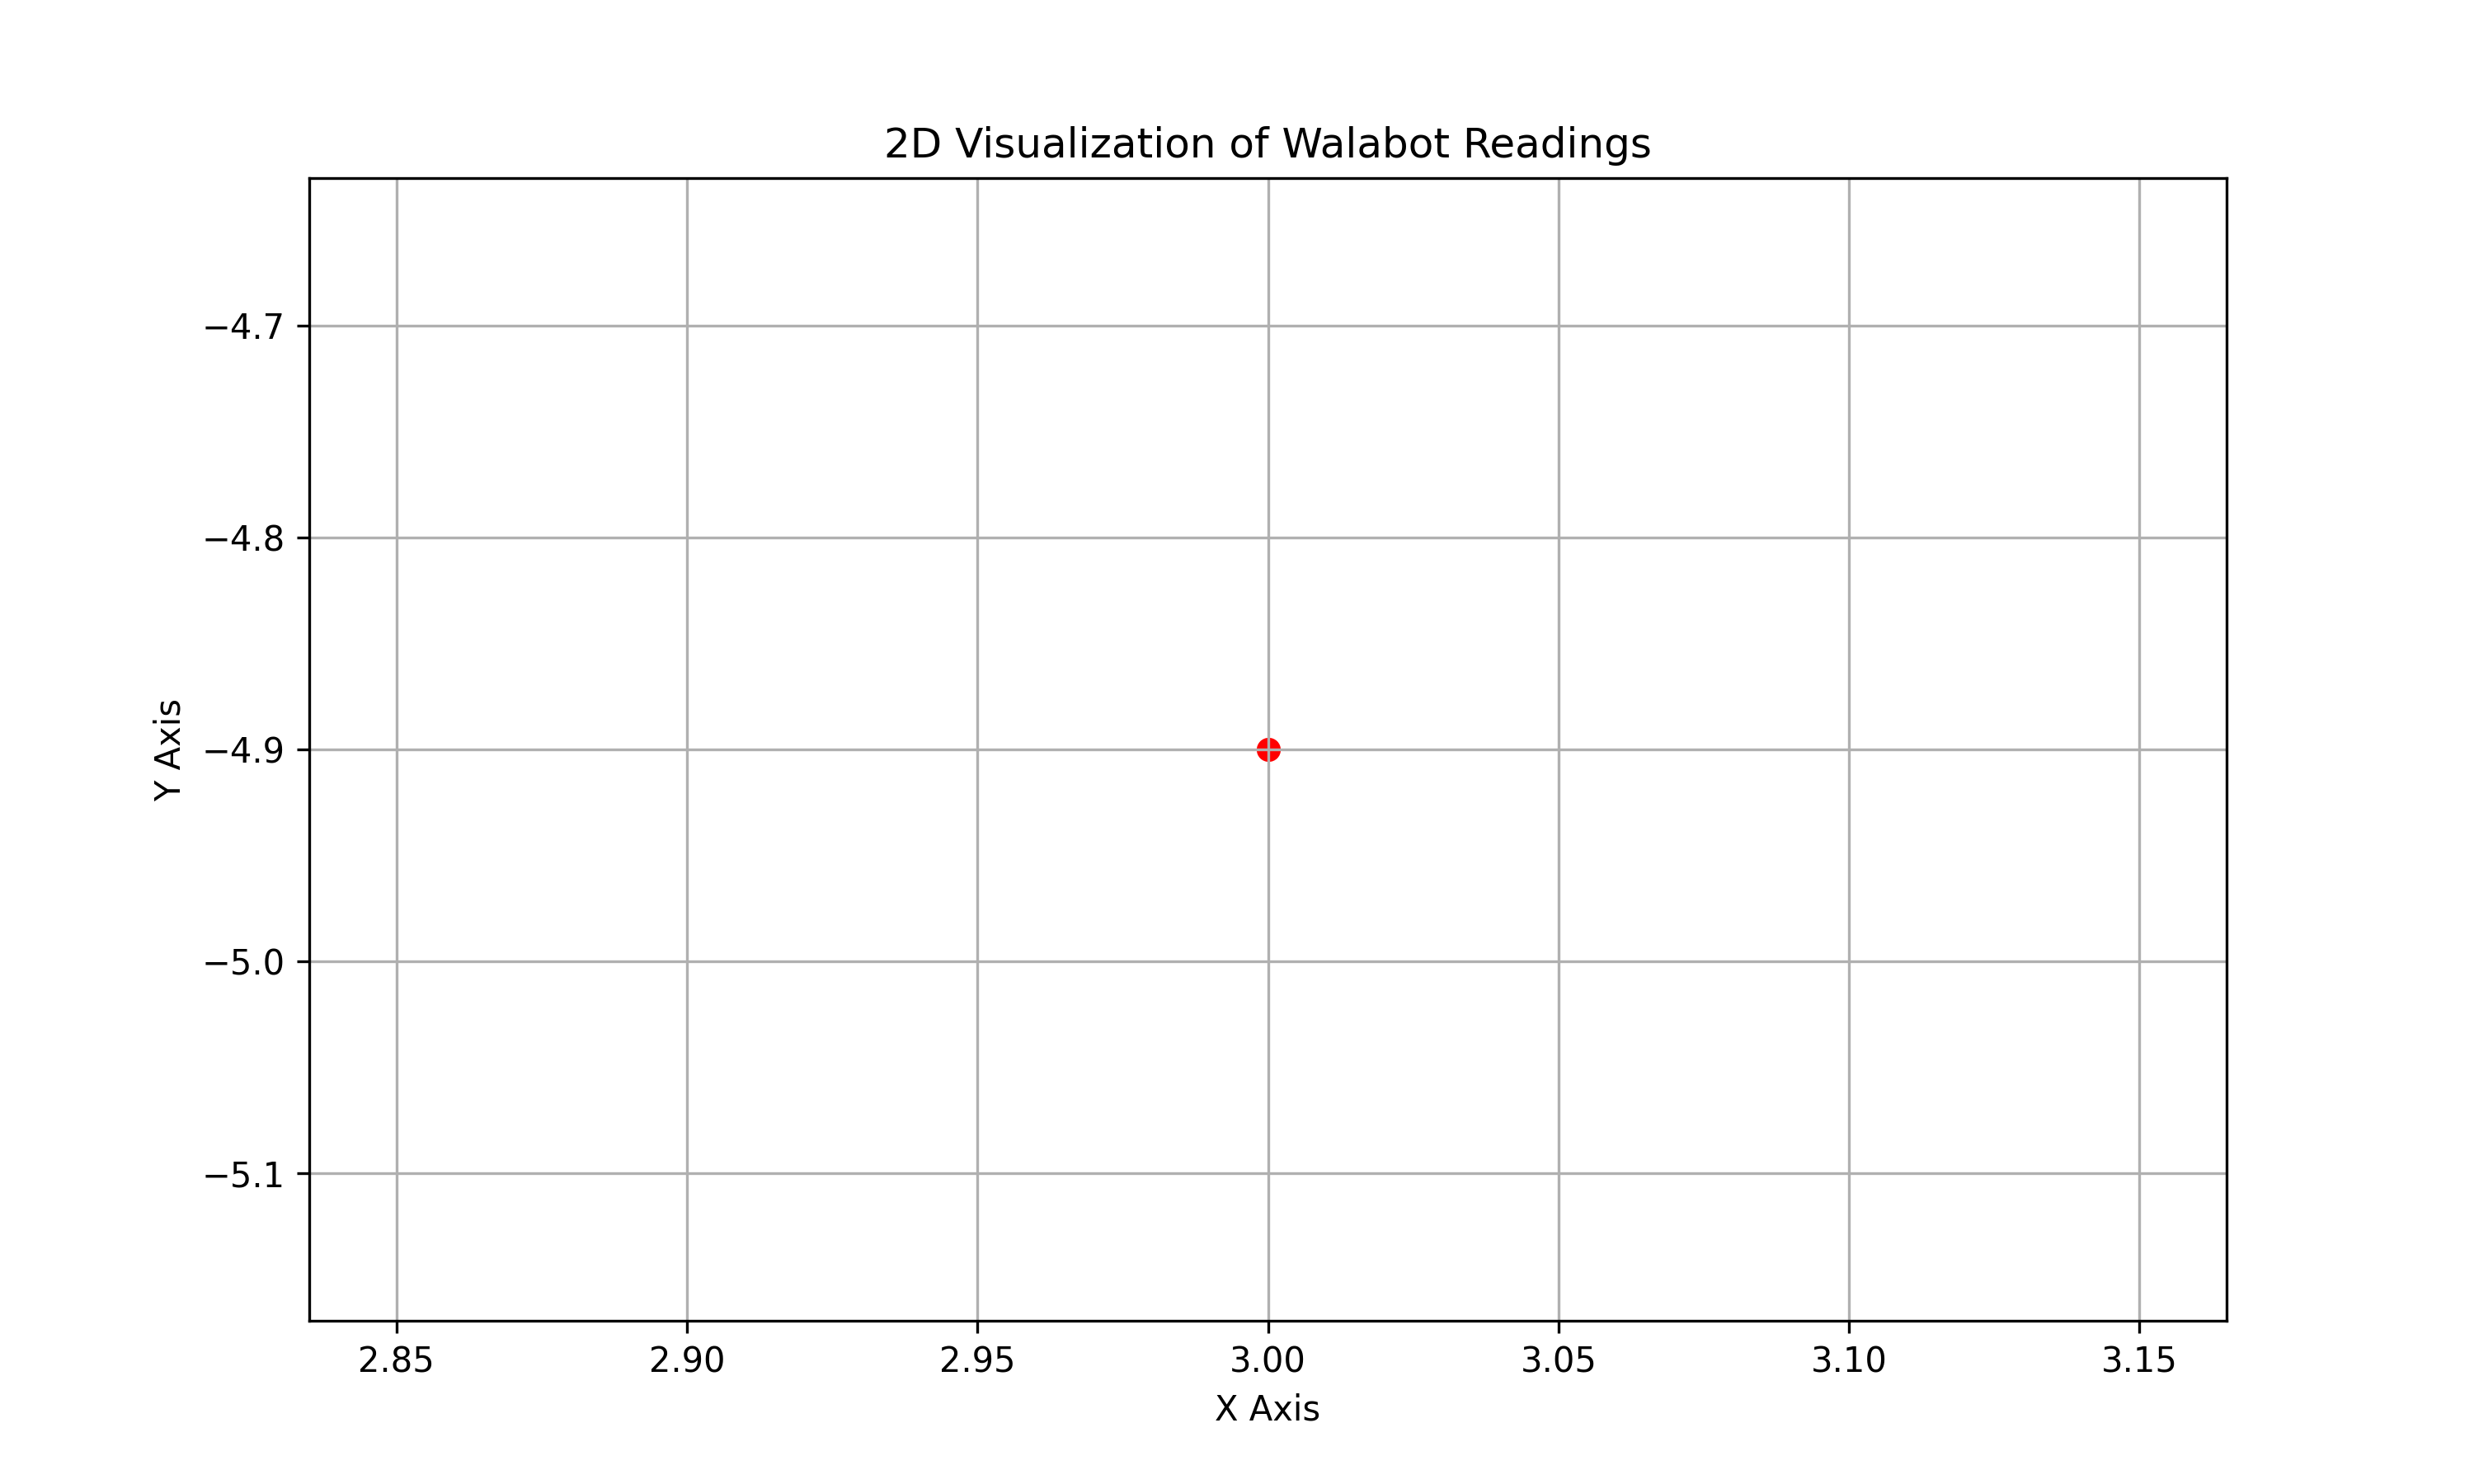 2D Visualization of Walabot Readings
−4.7
−4.8
−4.9
−5.0
−5.1
Y Axis
2.85 2.90 2.95 3.00 3.05 3.10 3.15
X Axis